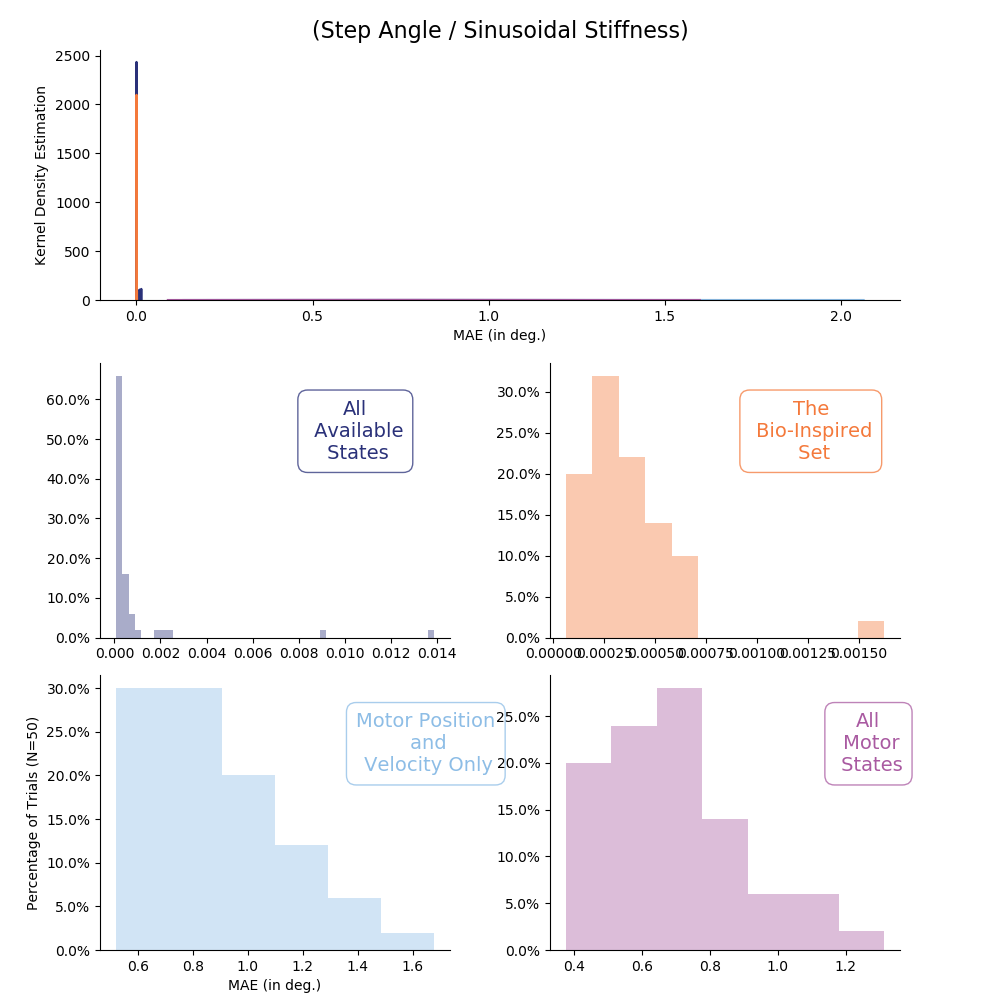 (Step Angle / Sinusoidal Stiffness)
2500
2000
1500
1000
500
0
Kernel Density Estimation
0.0 0.5 1.0 1.5 2.0
MAE (in deg.)
60.0%
50.0%
40.0%
30.0%
20.0%
10.0%
0.0%
All
Available
States
0.000 0.002 0.004 0.006 0.008 0.010 0.012 0.014
30.0%
25.0%
20.0%
15.0%
10.0%
5.0%
0.0%
The
Bio-Inspired
Set
0.00000 0.00025 0.00050 0.00075 0.00100 0.00125 0.00150
30.0%
25.0%
20.0%
15.0%
10.0%
5.0%
0.0%
Percentage of Trials (N=50)
Motor Position
and
Velocity Only
0.6 0.8 1.0 1.2 1.4 1.6
MAE (in deg.)
25.0%
20.0%
15.0%
10.0%
5.0%
0.0%
All
Motor
States
0.4 0.6 0.8 1.0 1.2